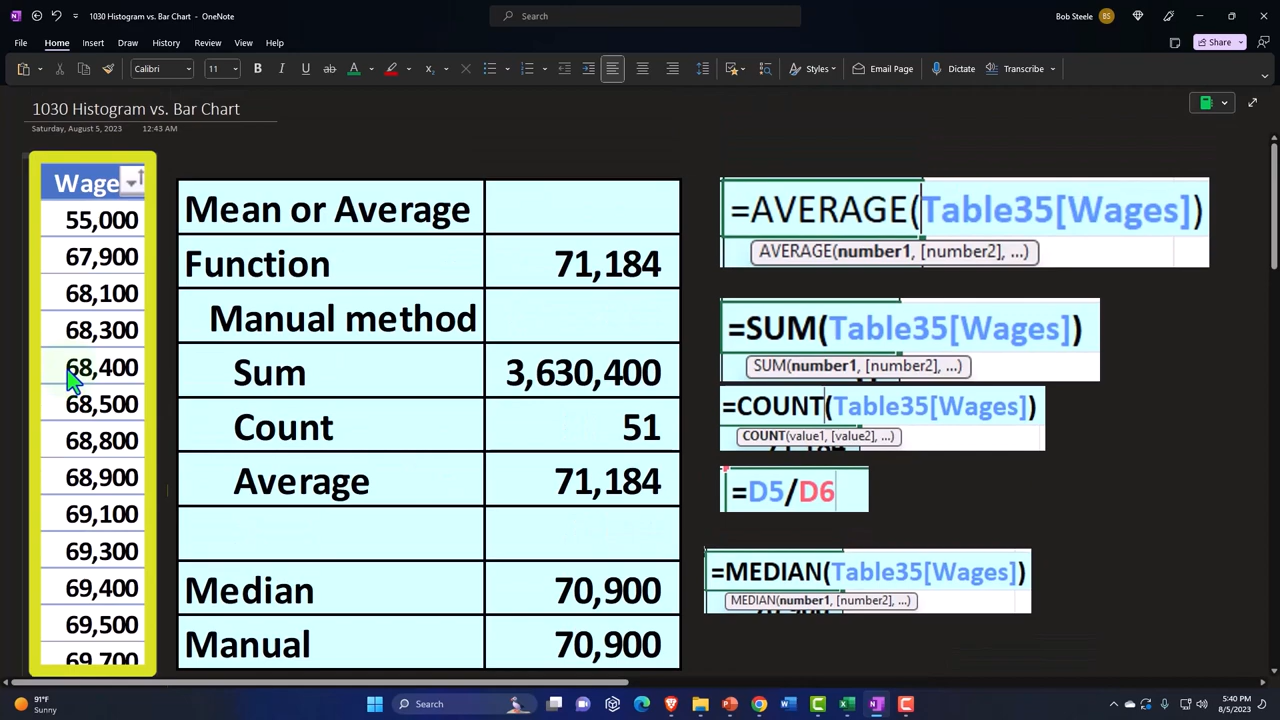 1030 Histogram vs. Bar Chart - OneNote
Search
Bob Steele
BS
File
Home
Insert
Draw
History
Review
View
Help
Share
Calibri
11
B
I
U
ab
A
Styles
Email Page
Dictate
Transcribe
1030 Histogram vs. Bar Chart
Saturday, August 5, 2023
12:43 AM
Wage
55,000
67,900
68,100
68,300
68,400
68,500
68,800
68,900
69,100
69,300
69,400
69,500
69,700
Mean or Average
Function 71,184
Manual method
Sum 3,630,400
Count 51
Average 71,184
Median 70,900
Manual 70,900
=AVERAGE(Table35[Wages])
AVERAGE(number1, [number2], ...)
=SUM(Table35[Wages])
SUM(number1, [number2], ...)
=COUNT(Table35[Wages])
COUNT(value1, [value2], ...)
=D5/D6
=MEDIAN(Table35[Wages])
MEDIAN(number1, [number2], ...)
91°F
Sunny
Search
5:40 PM
8/5/2023